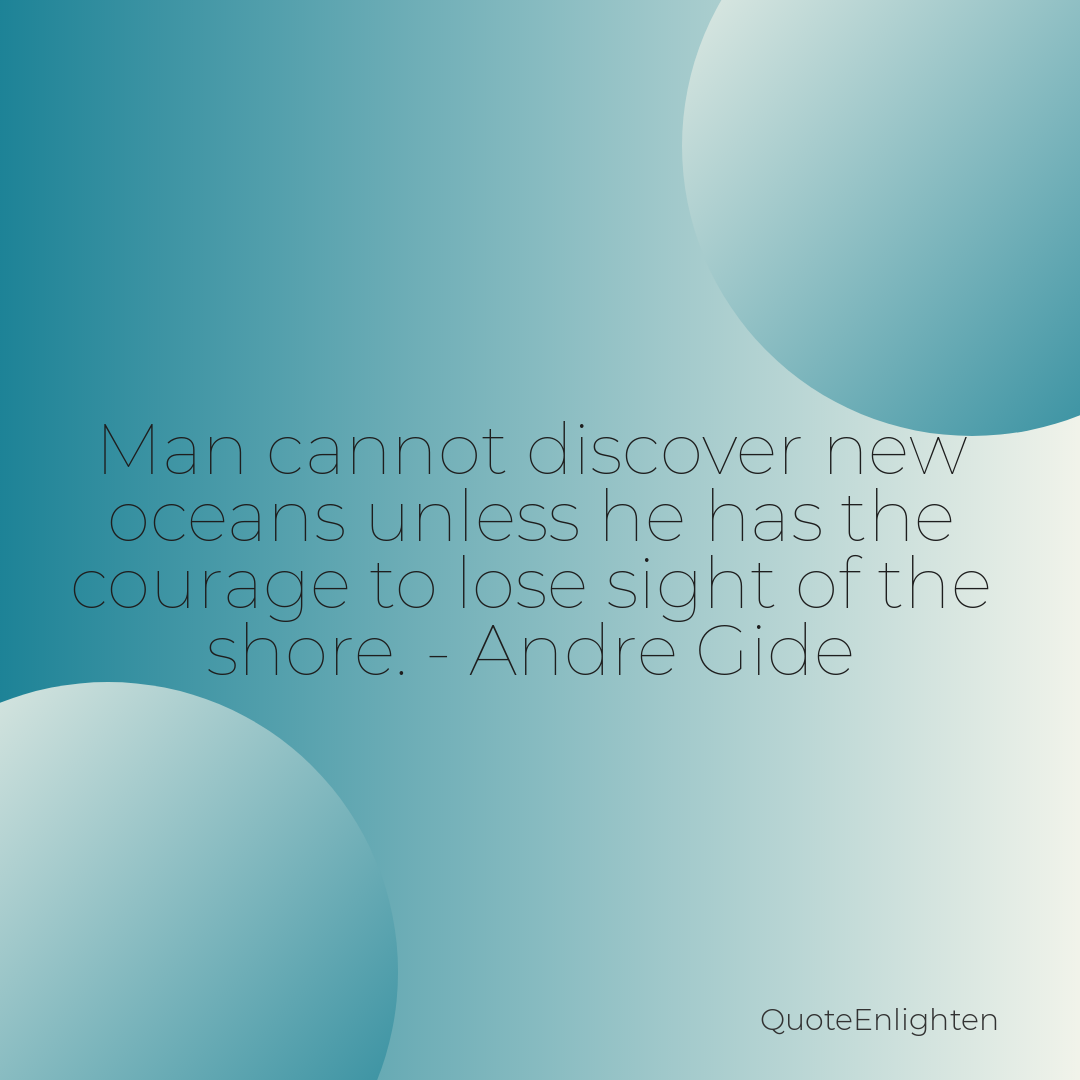 Man cannot discover new
oceans unless he has the
courage to lose sight of the
shore. - Andre Gide
QuoteEnlighten